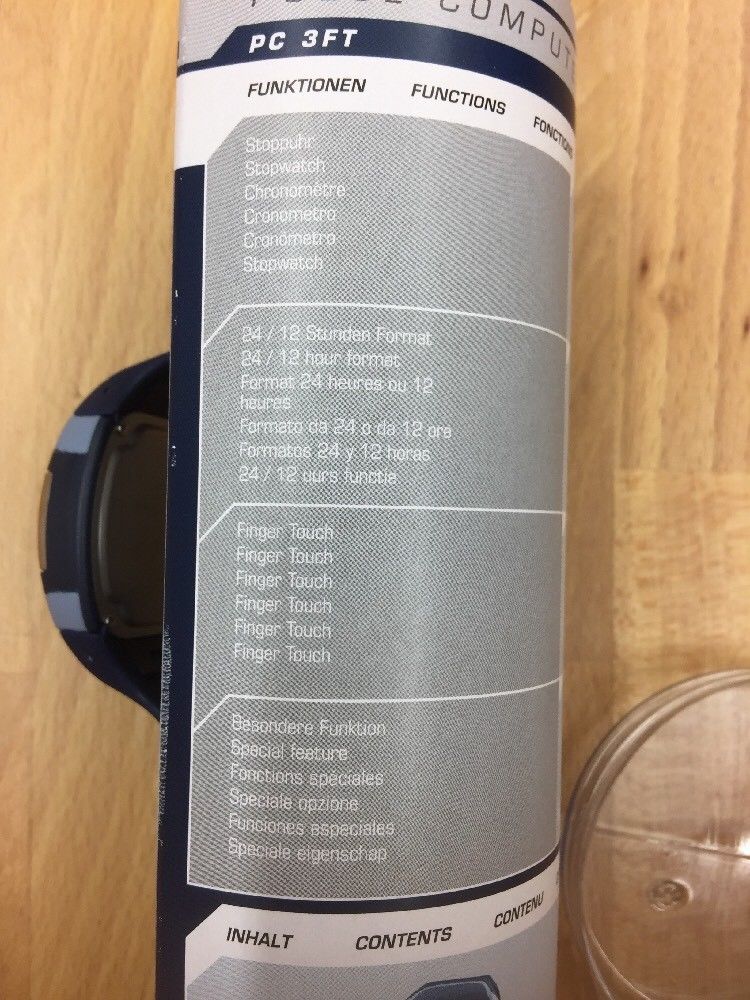 COMPUTE
PC 3FT
FUNKTIONEN FUNCTIONS FONCTIONS
Stoppuhr
Stopwatch
Chronomètre
Cronometro
Cronómetro
Stopwatch
24 / 12 Stunden Format
24 / 12 hour format
Format 24 heures ou 12
heures
Formato da 24 o da 12 ore
Formatos 24 y 12 horas
24 / 12 uurs functie
Finger Touch
Finger Touch
Finger Touch
Finger Touch
Finger Touch
Finger Touch
Besondere Funktion
Special feature
Fonctions spéciales
Speciale opzione
Funciones especiales
Speciale eigenschap
INHALT CONTENTS CONTENU